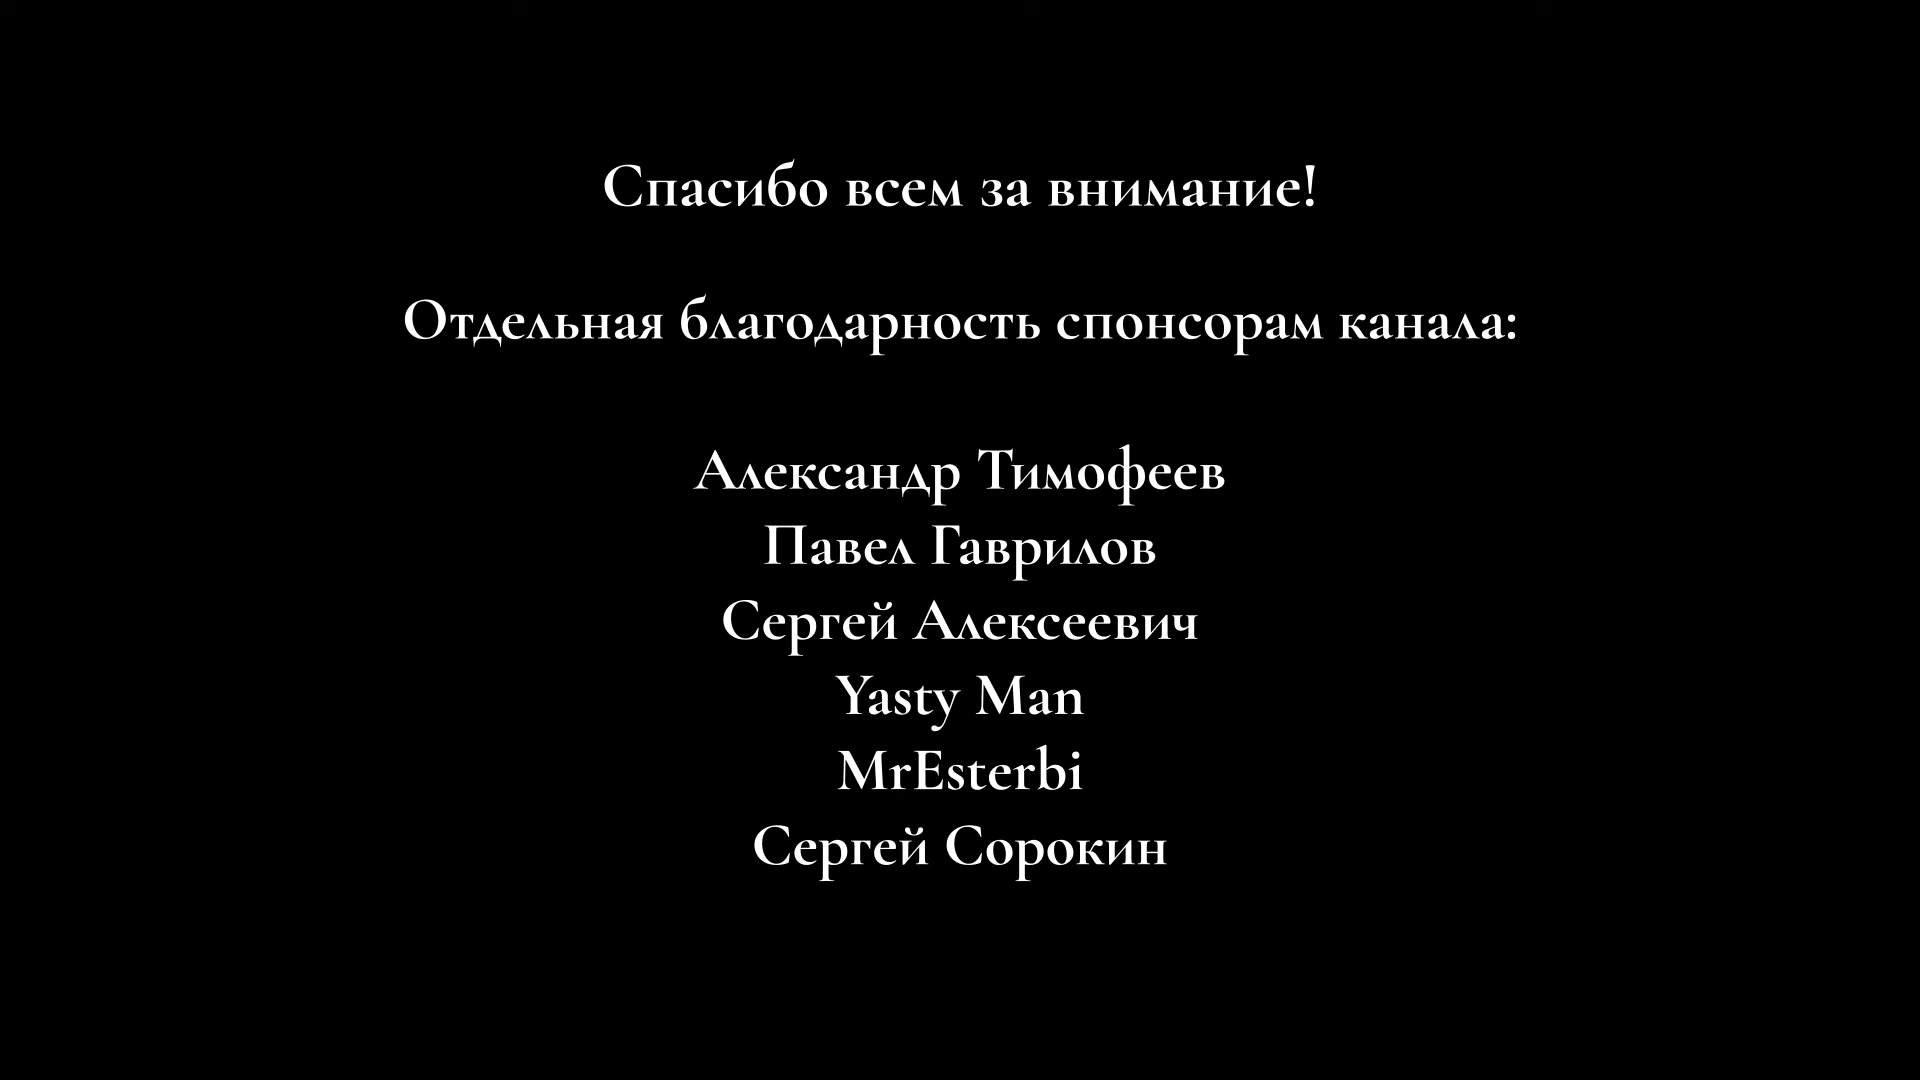 Спасибо всем за внимание!
Отдельная благодарность спонсорам канала:
Александр Тимофеев
Павел Гаврилов
Сергей Алексеевич
Yasty Man
MrEsterbi
Сергей Сорокин